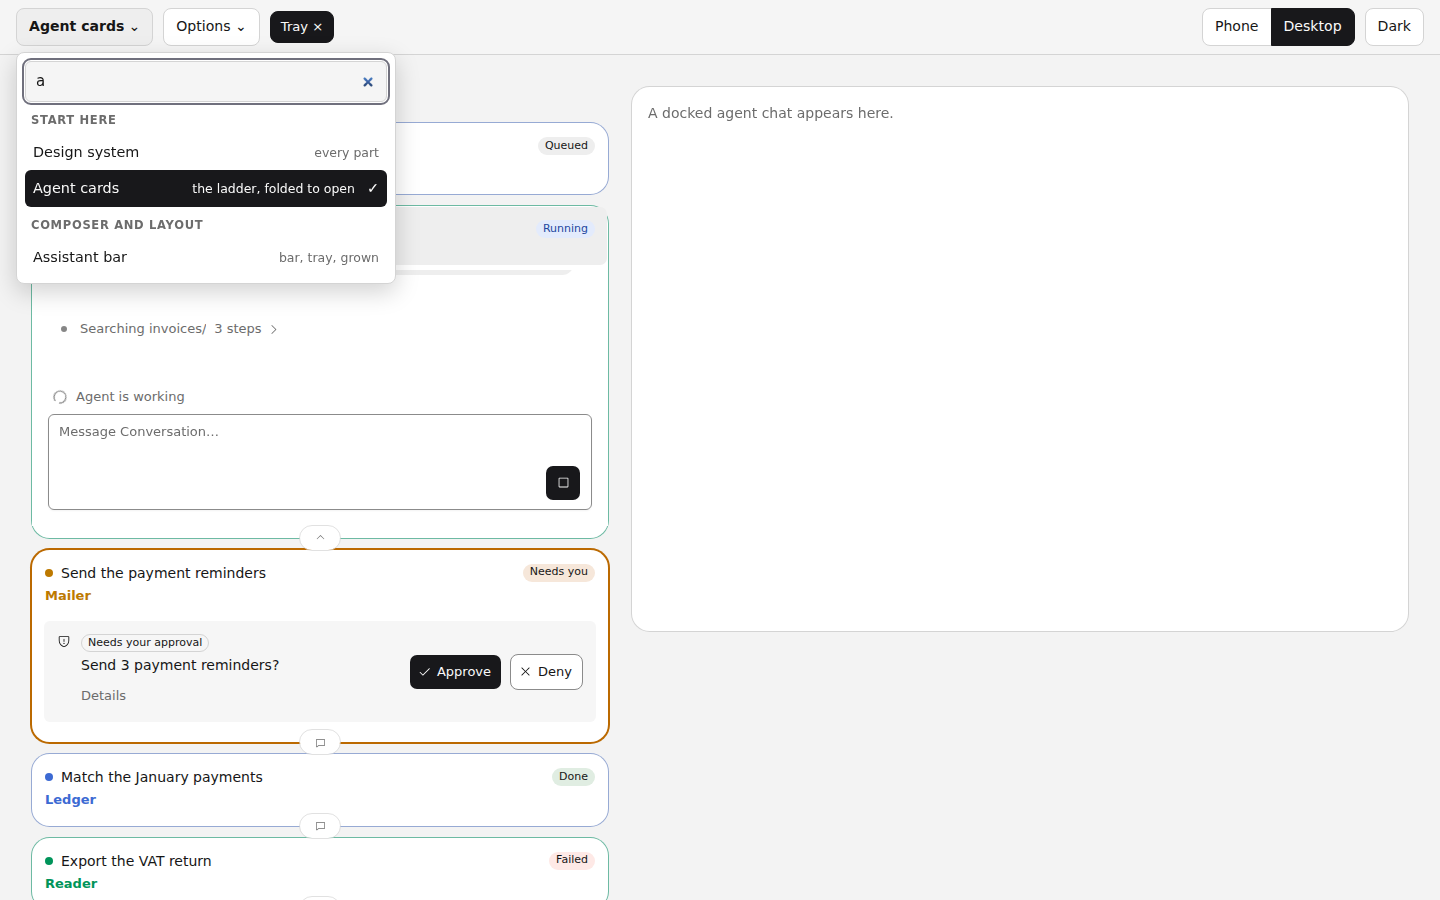 Agent cards
Options
Tray ×
Phone
Desktop
Dark
a
START HERE
Design system
every part
Agent cards
the ladder, folded to open ✓
COMPOSER AND LAYOUT
Assistant bar
bar, tray, grown
Queued
Running
A docked agent chat appears here.
Searching invoices/ 3 steps
Agent is working
Message Conversation…
Send the payment reminders
Needs you
Mailer
Needs your approval
Send 3 payment reminders?
Details
Approve
Deny
Match the January payments
Done
Ledger
Export the VAT return
Failed
Reader